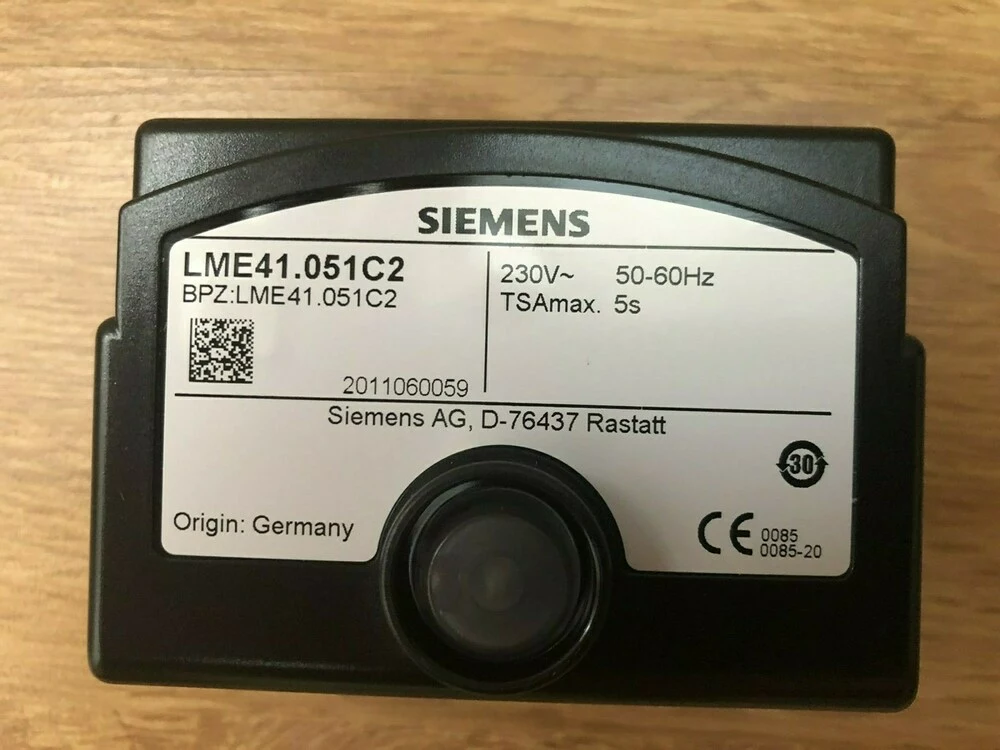 SIEMENS
LME41.051C2
BPZ:LME41.051C2
2011060059
230V~ 50-60Hz
TSAmax. 5s
Siemens AG, D-76437 Rastatt
30
Origin: Germany
CE 0085
0085-20